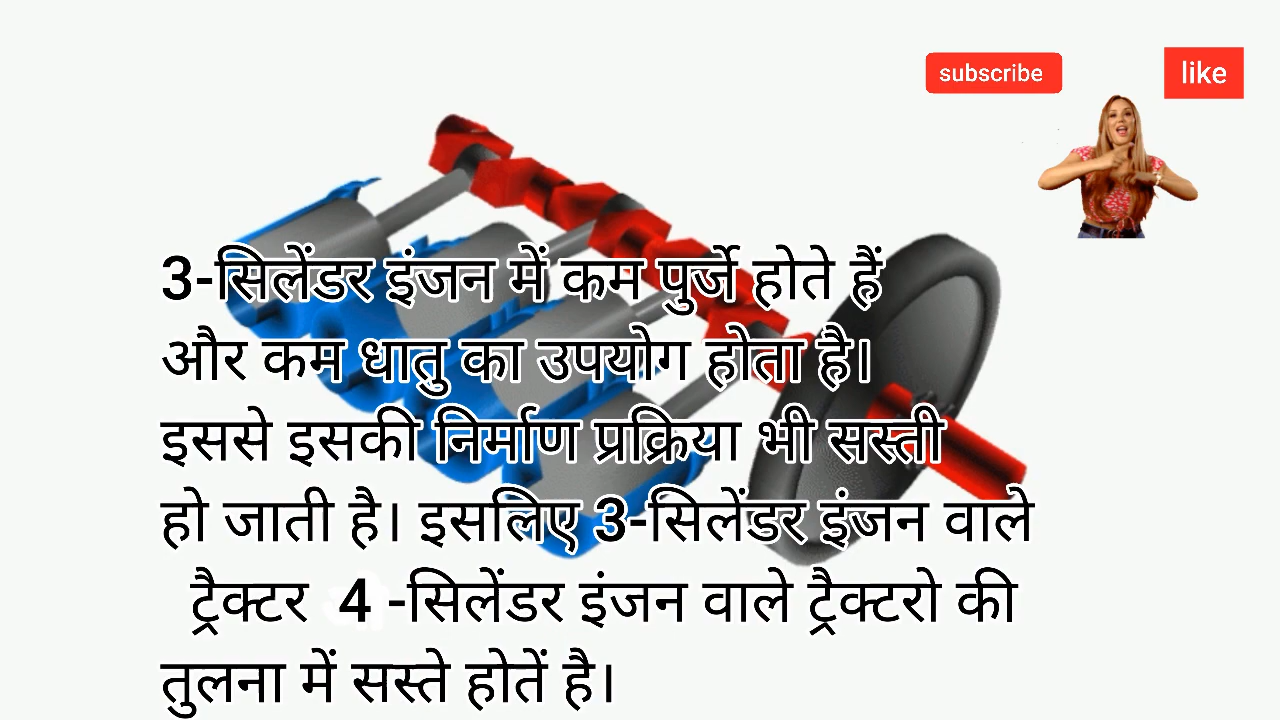 subscribe
like
3-सिलेंडर इंजन में कम पुर्जे होते हैं
और कम धातु का उपयोग होता है।
इससे इसकी निर्माण प्रक्रिया भी सस्ती
हो जाती है। इसलिए 3-सिलेंडर इंजन वाले
ट्रैक्टर 4 -सिलेंडर इंजन वाले ट्रैक्टरो की
तुलना में सस्ते होतें है।